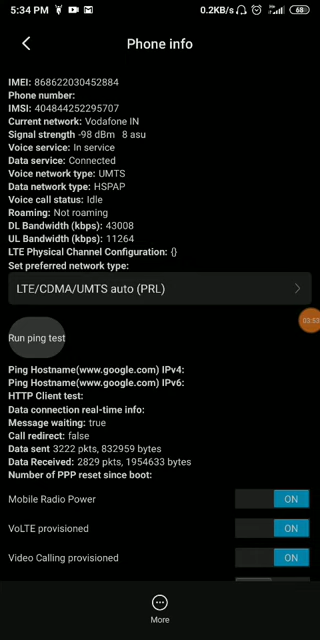 5:34 PM 0.2KB/s 68
Phone info
IMEI: 868622030452884
Phone number:
IMSI: 404844252295707
Current network: Vodafone IN
Signal strength -98 dBm 8 asu
Voice service: In service
Data service: Connected
Voice network type: UMTS
Data network type: HSPAP
Voice call status: Idle
Roaming: Not roaming
DL Bandwidth (kbps): 43008
UL Bandwidth (kbps): 11264
LTE Physical Channel Configuration: {}
Set preferred network type:
LTE/CDMA/UMTS auto (PRL)
03:53
Run ping test
Ping Hostname(www.google.com) IPv4:
Ping Hostname(www.google.com) IPv6:
HTTP Client test:
Data connection real-time info:
Message waiting: true
Call redirect: false
Data sent 3222 pkts, 832959 bytes
Data Received: 2829 pkts, 1954633 bytes
Number of PPP reset since boot:
Mobile Radio Power ON
VoLTE provisioned ON
Video Calling provisioned ON
More